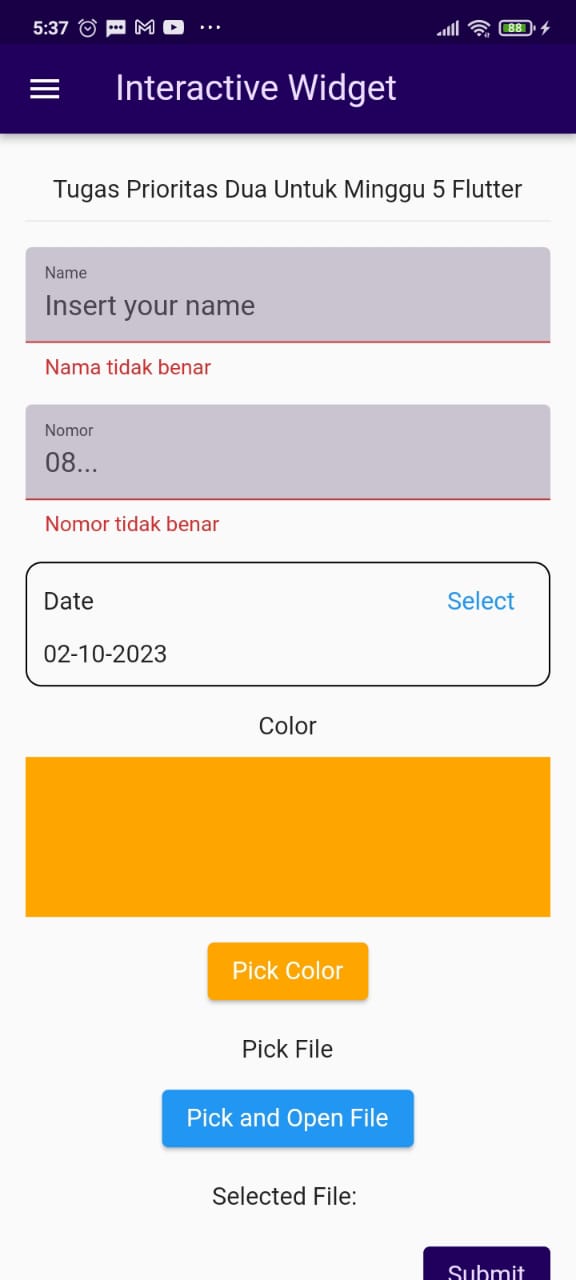 5:37
88
Interactive Widget
Tugas Prioritas Dua Untuk Minggu 5 Flutter
Name
Insert your name
Nama tidak benar
Nomor
08...
Nomor tidak benar
Date
Select
02-10-2023
Color
Pick Color
Pick File
Pick and Open File
Selected File:
Submit